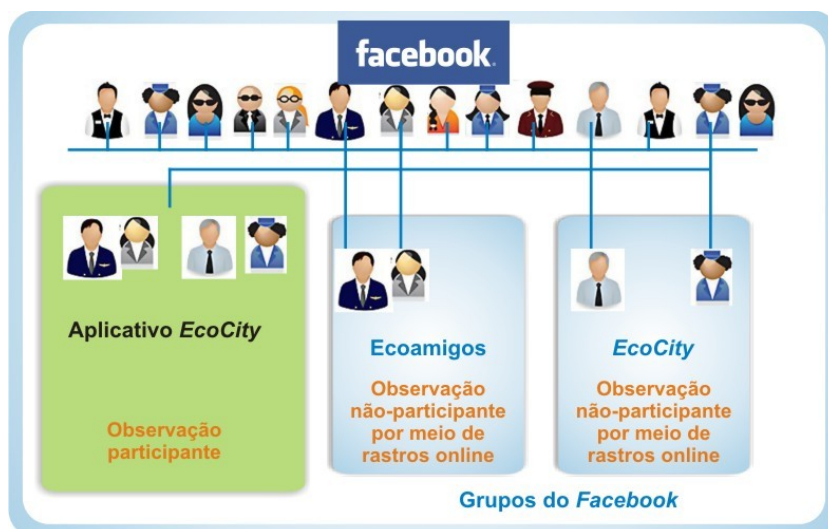 facebook.
Aplicativo EcoCity
Observação
participante
Ecoamigos
Observação
não-participante
por meio de
rastros online
EcoCity
Observação
não-participante
por meio de
rastros online
Grupos do Facebook